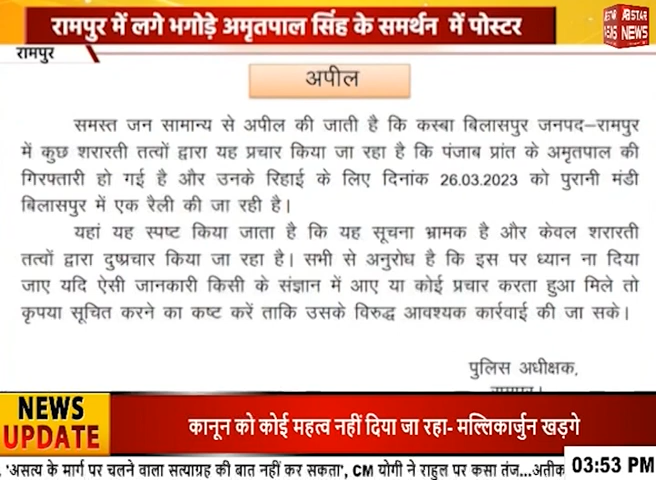 रामपुर में लगे भगोड़े अमृतपाल सिंह के समर्थन में पोस्टर
STAR
NEWS
NEWS
रामपुर
अपील
समस्त जन सामान्य से अपील की जाती है कि कस्बा बिलासपुर जनपद–रामपुर
में कुछ शरारती तत्वों द्वारा यह प्रचार किया जा रहा है कि पंजाब प्रांत के अमृतपाल की
गिरफ्तारी हो गई है और उनके रिहाई के लिए दिनांक 26.03.2023 को पुरानी मंडी
बिलासपुर में एक रैली की जा रही है।
यहां यह स्पष्ट किया जाता है कि यह सूचना भ्रामक है और केवल शरारती
तत्वों द्वारा दुष्प्रचार किया जा रहा है। सभी से अनुरोध है कि इस पर ध्यान ना दिया
जाए यदि ऐसी जानकारी किसी के संज्ञान में आए या कोई प्रचार करता हुआ मिले तो
कृपया सूचित करने का कष्ट करें ताकि उसके विरुद्ध आवश्यक कार्रवाई की जा सके।
पुलिस अधीक्षक,
NEWS
UPDATE
कानून को कोई महत्व नहीं दिया जा रहा- मल्लिकार्जुन खड़गे
'असत्य के मार्ग पर चलने वाला सत्याग्रह की बात नहीं कर सकता', CM योगी ने राहुल पर कसा तंज...अतीक
03:53 PM